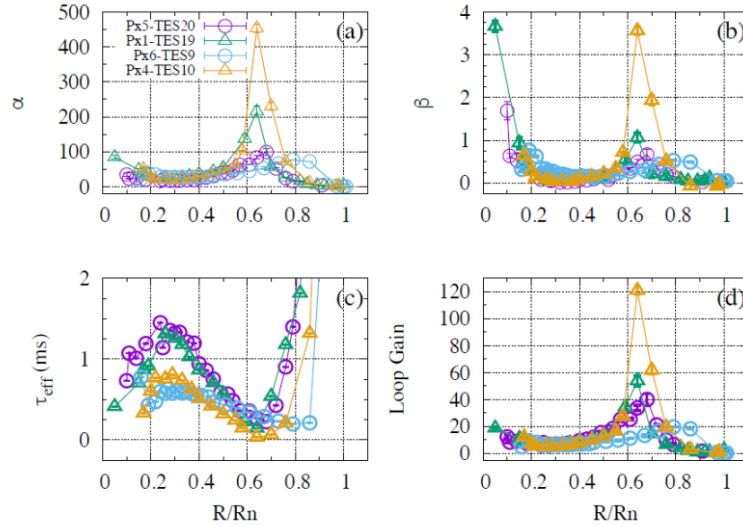 500
400
300
200
100
0
α
Px5-TES20
Px1-TES19
Px6-TES9
Px4-TES10
(a)
0 0.2 0.4 0.6 0.8 1
4
3
2
1
0
β
(b)
0 0.2 0.4 0.6 0.8 1
2
1
0
τeff (ms)
(c)
0 0.2 0.4 0.6 0.8 1
R/Rn
120
100
80
60
40
20
0
Loop Gain
(d)
0 0.2 0.4 0.6 0.8 1
R/Rn